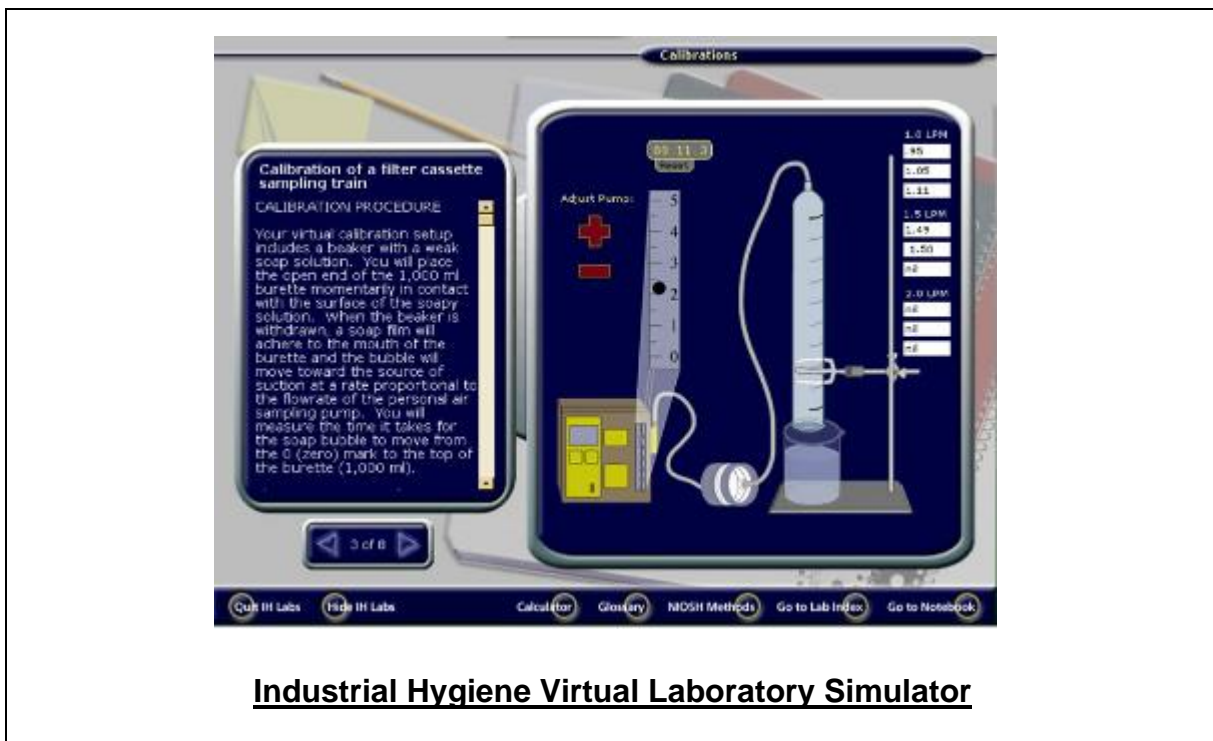 Calibrations
Calibration of a filter cassette
sampling train
CALIBRATION PROCEDURE
Your virtual calibration setup
includes a beaker with a weak
soap solution. You will place
the open end of the 1,000 ml
burette momentarily in contact
with the surface of the soapy
solution. When the beaker is
withdrawn, a soap film will
adhere to the mouth of the
burette and the bubble will
move toward the source of
suction at a rate proportional to
the flowrate of the personal air
sampling pump. You will
measure the time it takes for
the soap bubble to move from
the 0 (zero) mark to the top of
the burette (1,000 ml).
3 of 8
Reset
Adjust Pump:
5
4
3
2
1
0
1.0 LPM
.95
1.05
1.11
1.5 LPM
1.49
1.50
2.0 LPM
Quit IH Labs
Hide IH Labs
Calculator
Glossary
NIOSH Methods
Go to Lab Index
Go to Notebook
Industrial Hygiene Virtual Laboratory Simulator